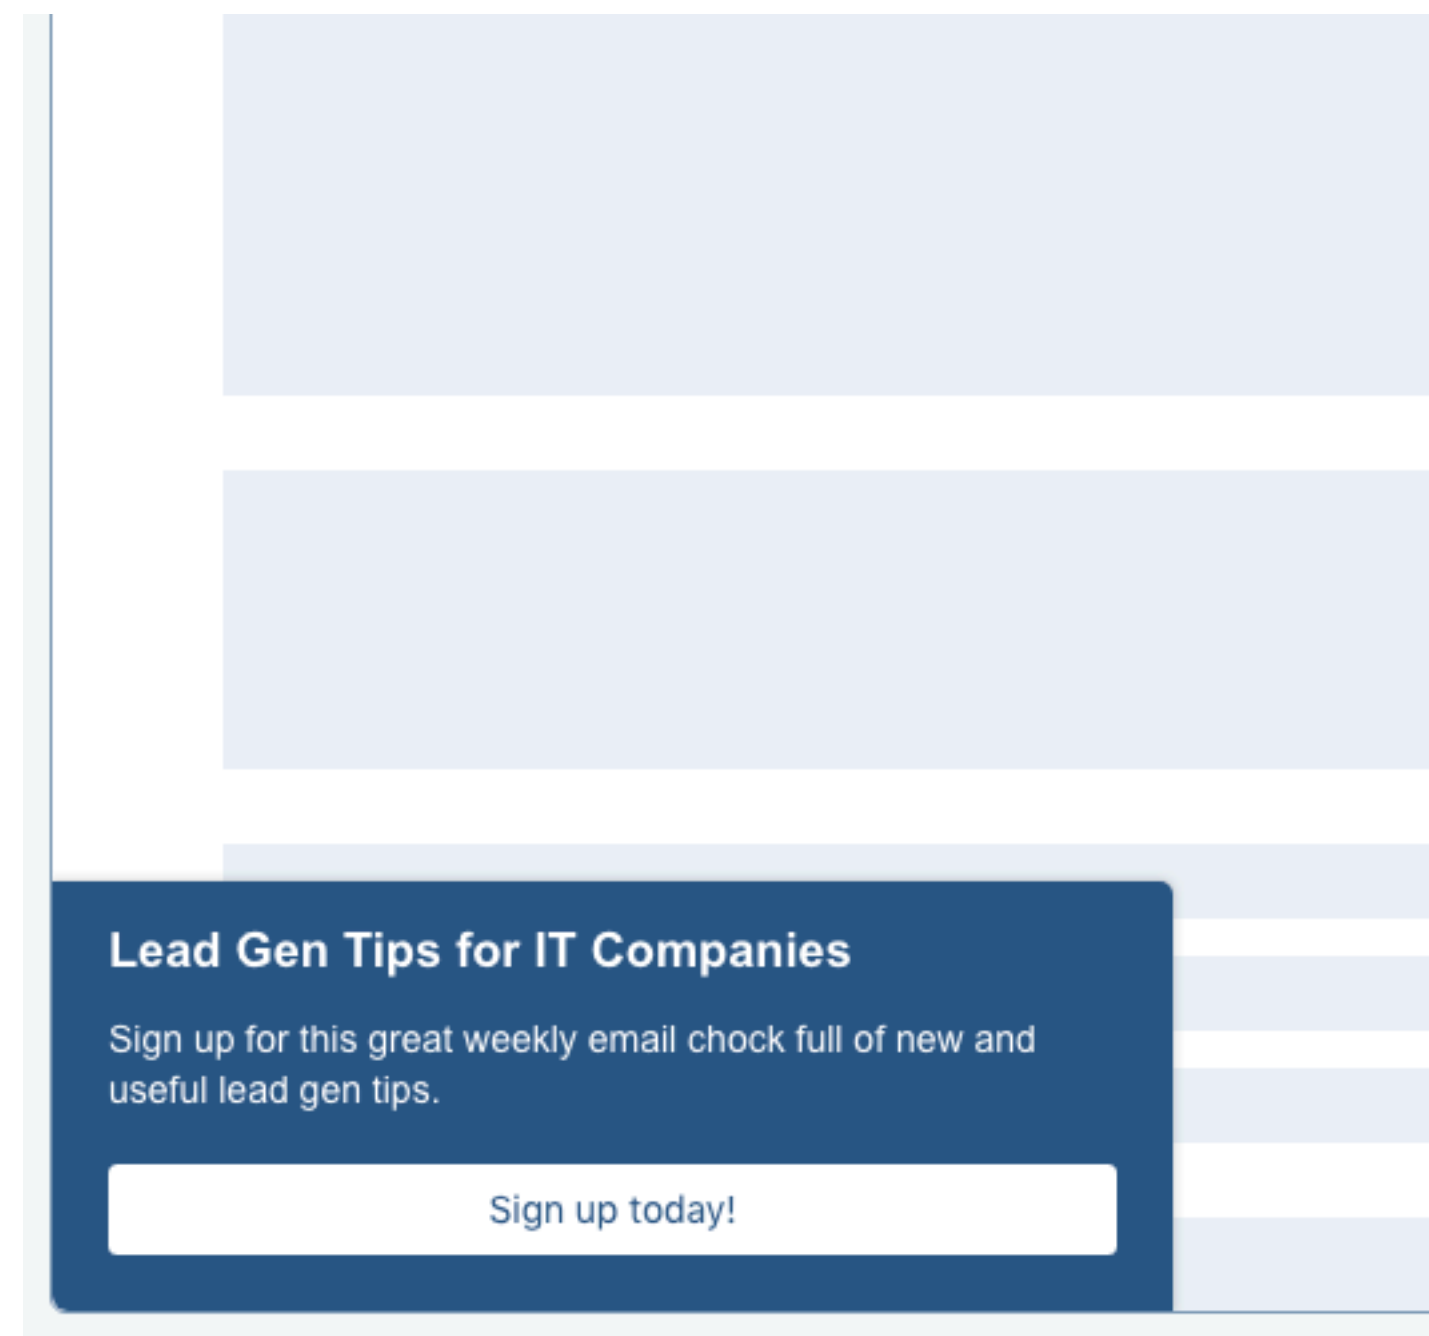 Lead Gen Tips for IT Companies
Sign up for this great weekly email chock full of new and
useful lead gen tips.
Sign up today!